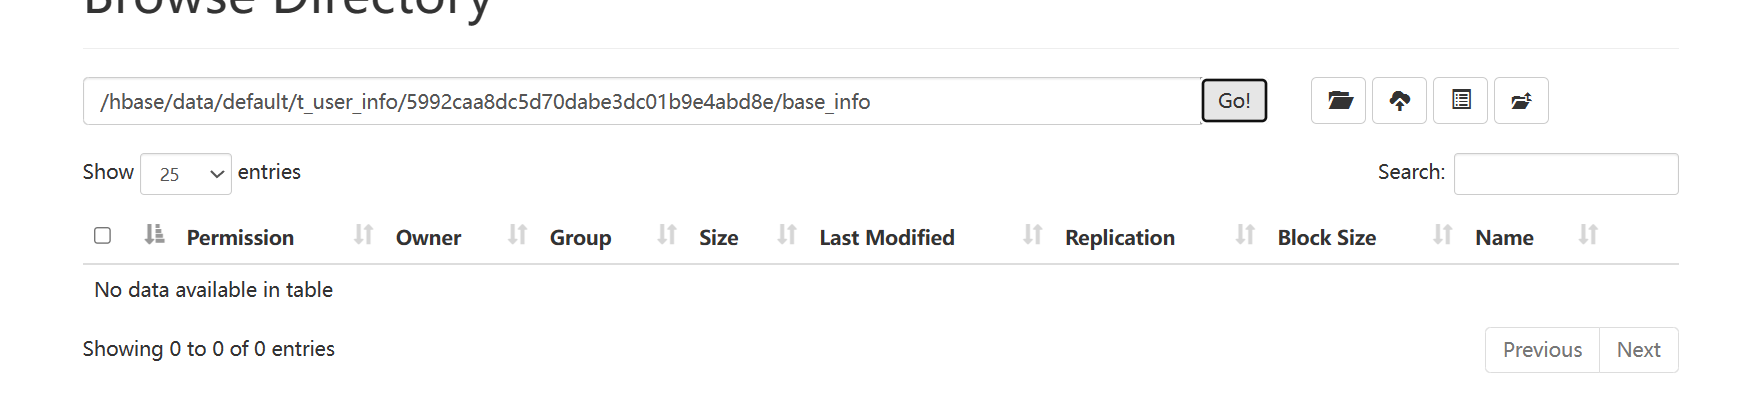 Browse Directory
/hbase/data/default/t_user_info/5992caa8dc5d70dabe3dc01b9e4abd8e/base_info Go!
Show 25 entries Search:
Permission Owner Group Size Last Modified Replication Block Size Name
No data available in table
Showing 0 to 0 of 0 entries Previous Next